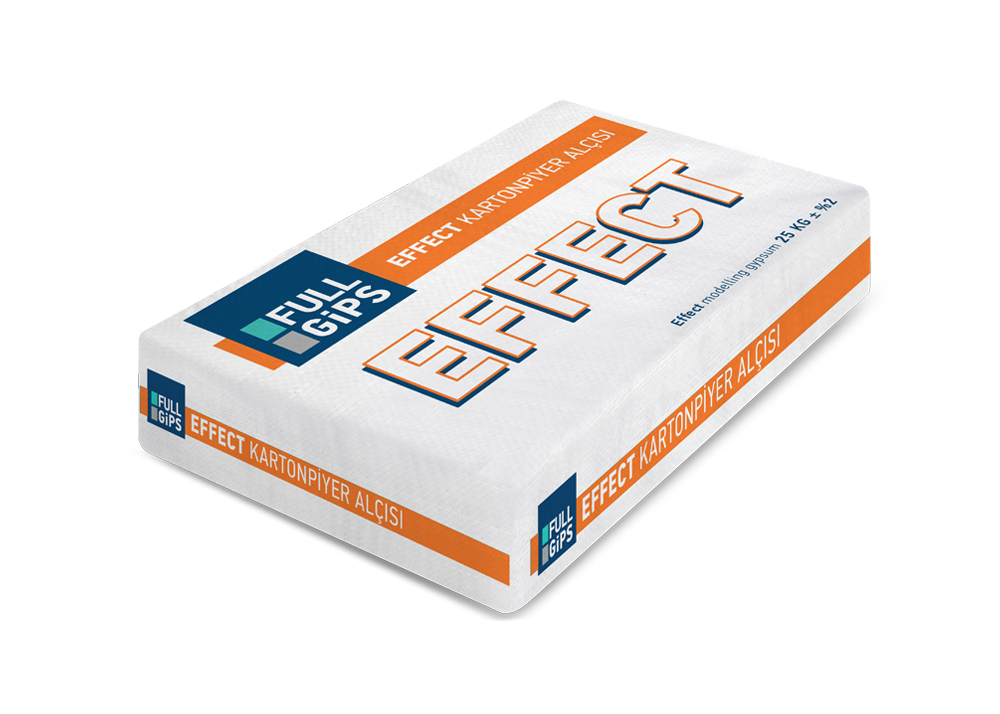 EFFECT KARTONPİYER ALÇISI
FULL
GiPS
EFFECT
Effect modelling gypsum 25 KG ± %2
FULL
GiPS
EFFECT KARTONPİYER ALÇISI
FULL
GiPS
EFFECT KARTONPİYER ALÇISI